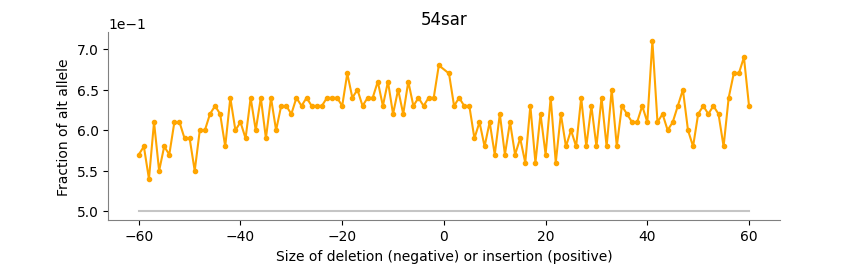 54sar
1e−1
7.0
6.5
6.0
5.5
5.0
Fraction of alt allele
−60 −40 −20 0 20 40 60
Size of deletion (negative) or insertion (positive)